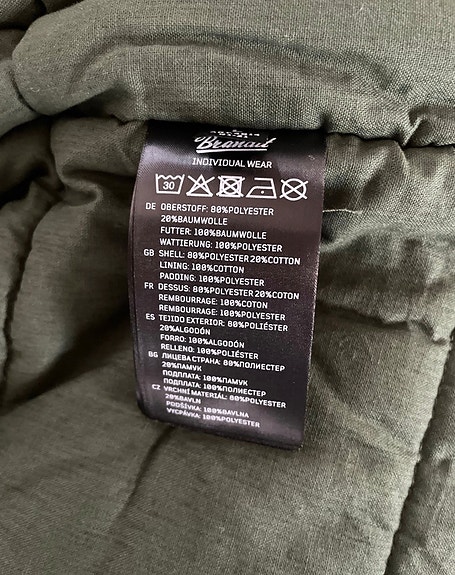 Brandit
INDIVIDUAL WEAR
30
DE OBERSTOFF: 80%POLYESTER
20%BAUMWOLLE
FUTTER: 100%BAUMWOLLE
WATTIERUNG: 100%POLYESTER
GB SHELL: 80%POLYESTER 20%COTTON
LINING: 100%COTTON
PADDING: 100%POLYESTER
FR DESSUS: 80%POLYESTER 20%COTON
REMBOURRAGE: 100%COTON
REMBOURRAGE: 100%POLYESTER
ES TEJIDO EXTERIOR: 80%POLIÉSTER
20%ALGODÓN
FORRO: 100%ALGODÓN
RELLENO: 100%POLIÉSTER
BG ЛИЦЕВА СТРАНА: 80%ПОЛИЕСТЕР
20%ПАМУК
ПОДПЛАТА: 100%ПАМУК
ПОДПЛАТА: 100%ПОЛИЕСТЕР
CZ VRCHNÍ MATERIÁL: 80%POLYESTER
20%BAVLN
PODŠÍVKA: 100%BAVLNA
VYCPÁVKA: 100%POLYESTER